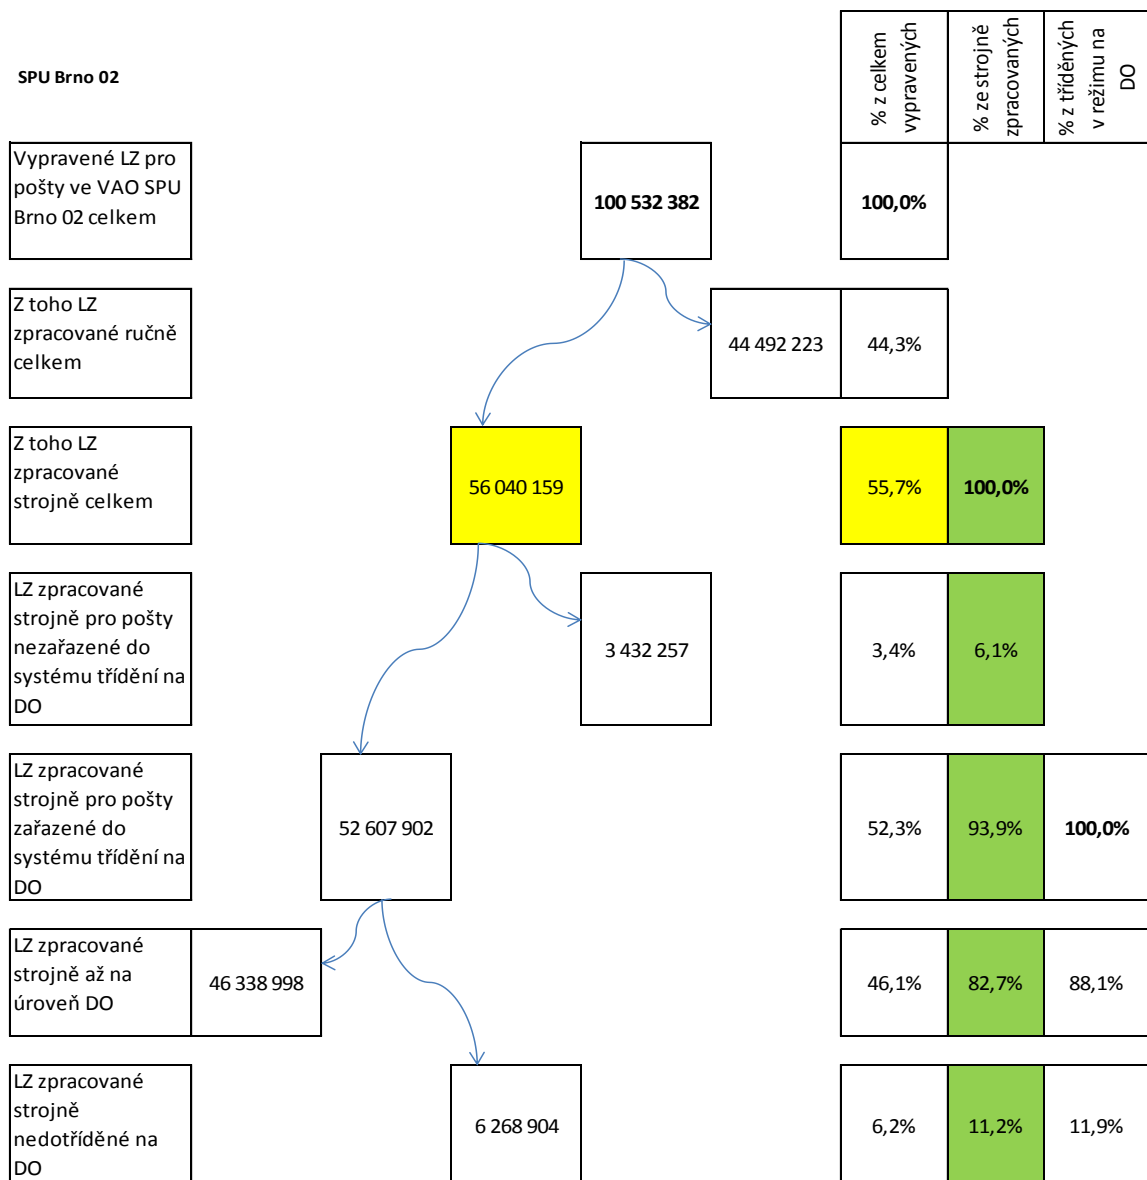 SPU Brno 02
% z celkem
vypravených
% ze strojně
zpracovaných
% z tříděných
v režimu na
DO
Vypravené LZ pro
pošty ve VAO SPU
Brno 02 celkem
100 532 382
100,0%
Z toho LZ
zpracované ručně
celkem
44 492 223
44,3%
Z toho LZ
zpracované
strojně celkem
56 040 159
55,7%
100,0%
LZ zpracované
strojně pro pošty
nezařazené do
systému třídění na
DO
3 432 257
3,4%
6,1%
LZ zpracované
strojně pro pošty
zařazené do
systému třídění na
DO
52 607 902
52,3%
93,9%
100,0%
LZ zpracované
strojně až na
úroveň DO
46 338 998
46,1%
82,7%
88,1%
LZ zpracované
strojně
nedotříděné na
DO
6 268 904
6,2%
11,2%
11,9%